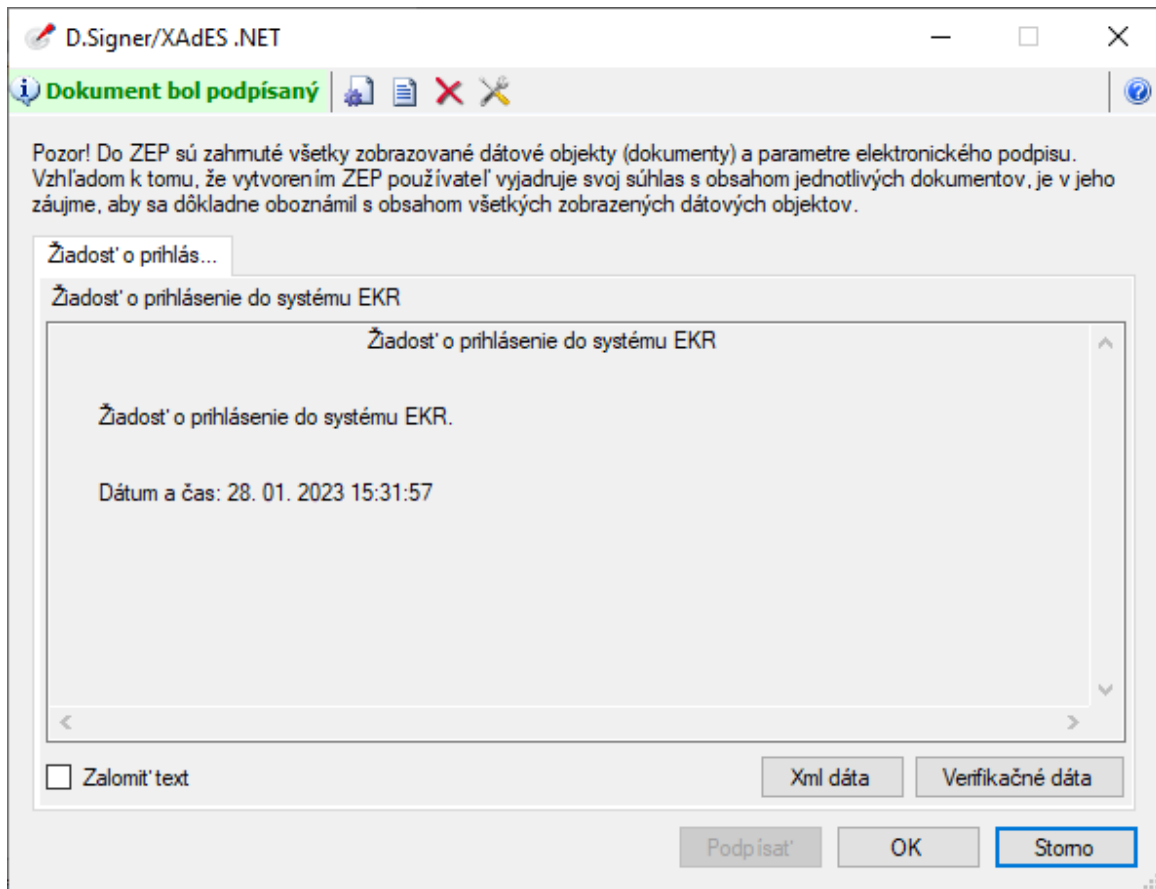 D.Signer/XAdES .NET
Dokument bol podpísaný
Pozor! Do ZEP sú zahrnuté všetky zobrazované dátové objekty (dokumenty) a parametre elektronického podpisu.
Vzhľadom k tomu, že vytvorením ZEP používateľ vyjadruje svoj súhlas s obsahom jednotlivých dokumentov, je v jeho
záujme, aby sa dôkladne oboznámil s obsahom všetkých zobrazených dátových objektov.
Žiadosť o prihlás...
Žiadosť o prihlásenie do systému EKR
Žiadosť o prihlásenie do systému EKR
Žiadosť o prihlásenie do systému EKR.
Dátum a čas: 28. 01. 2023 15:31:57
Zalomiť text
Xml dáta
Verifikačné dáta
Podpísať
OK
Storno